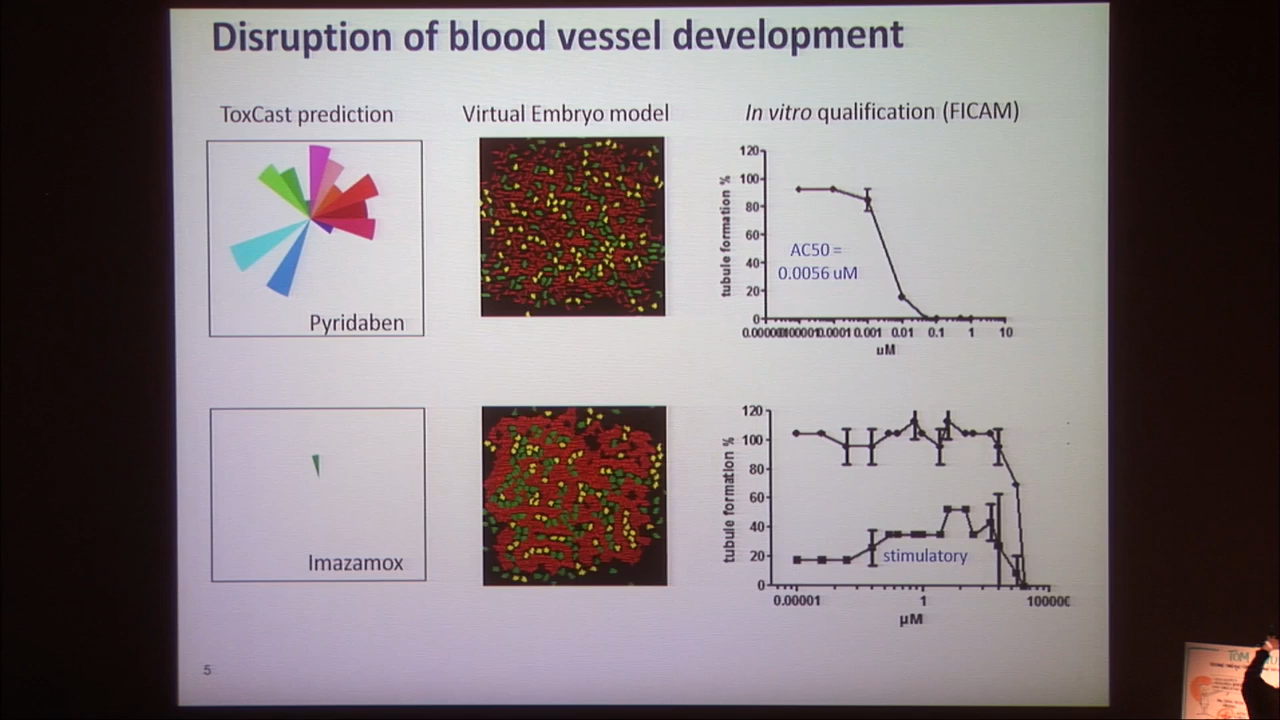 Disruption of blood vessel development
ToxCast prediction
Virtual Embryo model
In vitro qualification (FICAM)
Pyridaben
120
100
80
60
40
20
0
tubule formation %
AC50 =
0.0056 uM
0.0001 0.001 0.01 0.1 1 10
uM
Imazamox
120
100
80
60
40
20
0
tubule formation %
stimulatory
0.00001 1 100000
µM
5
TOM